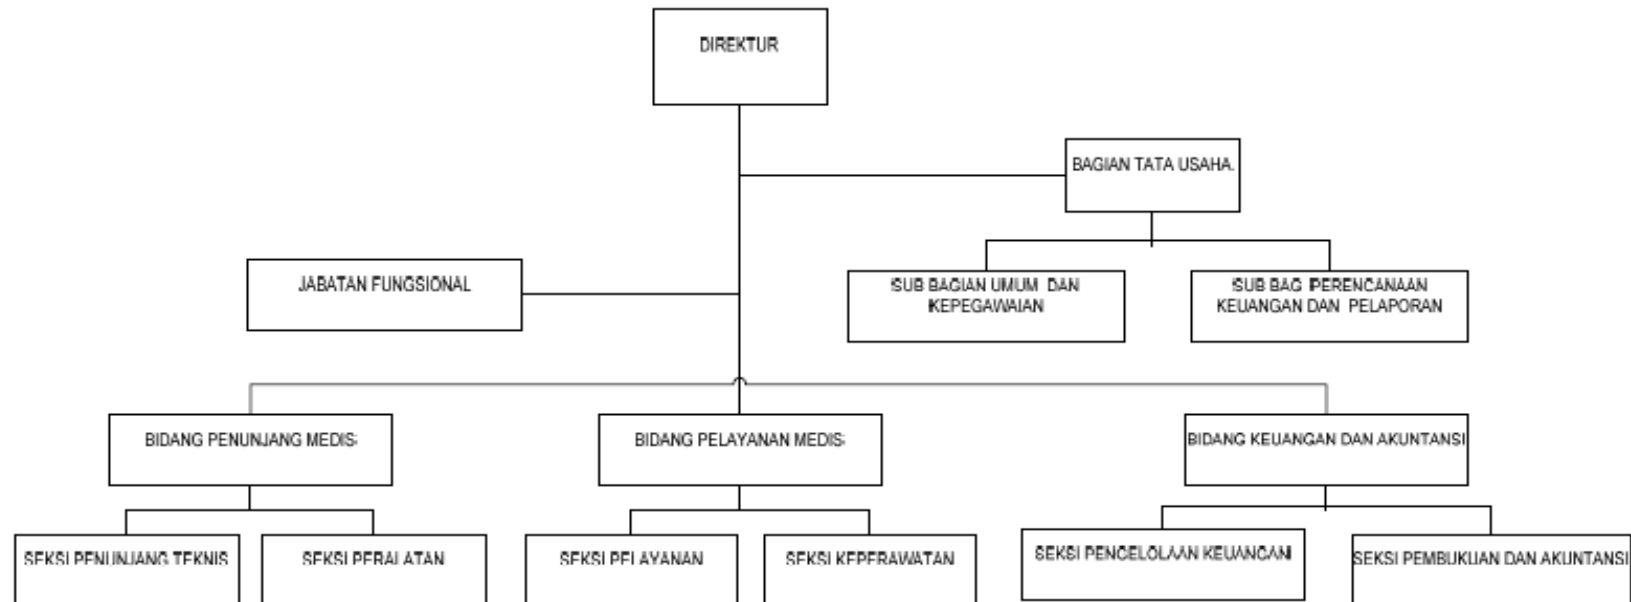 DIREKTUR
BAGIAN TATA USAHA.
JABATAN FUNGSIONAL
SUB BAGIAN UMUM DAN
KEPEGAWAIAN
SUB BAG PERENCANAAN
KEUANGAN DAN PELAPORAN
BIDANG PENUNJANG MEDIS
BIDANG PELAYANAN MEDIS
BIDANG KEUANGAN DAN AKUNTANSI
SEKSI PENUNJANG TEKNIS
SEKSI PERALATAN
SEKSI PELAYANAN
SEKSI KEPERAWATAN
SEKSI PENGELOLAAN KEUANGAN
SEKSI PEMBUKUAN DAN AKUNTANSI